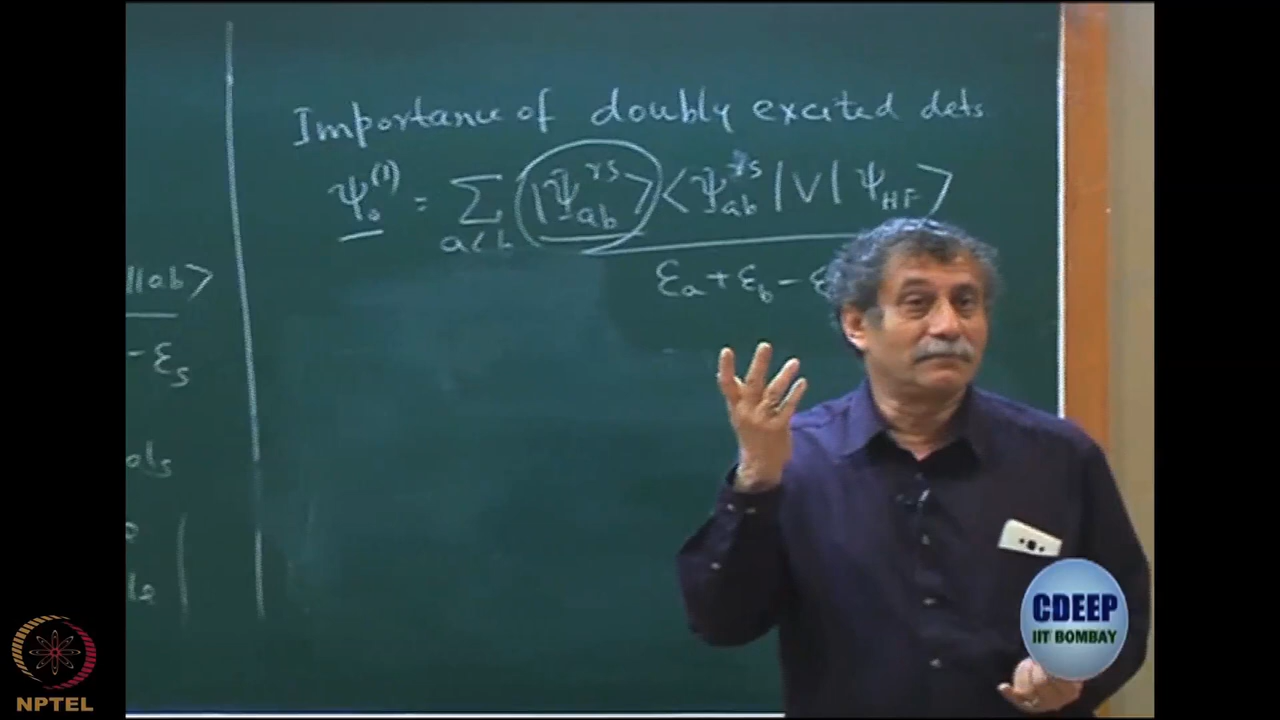 Importance of doubly excited dets
ψ₀⁽¹⁾ = Σ |Ψ_ab^rs> <Ψ_ab^rs |V| ψ_HF>
a<b
ε_a + ε_b - ε
||ab>
- ε_s
als
CDEEP
IIT BOMBAY
NPTEL